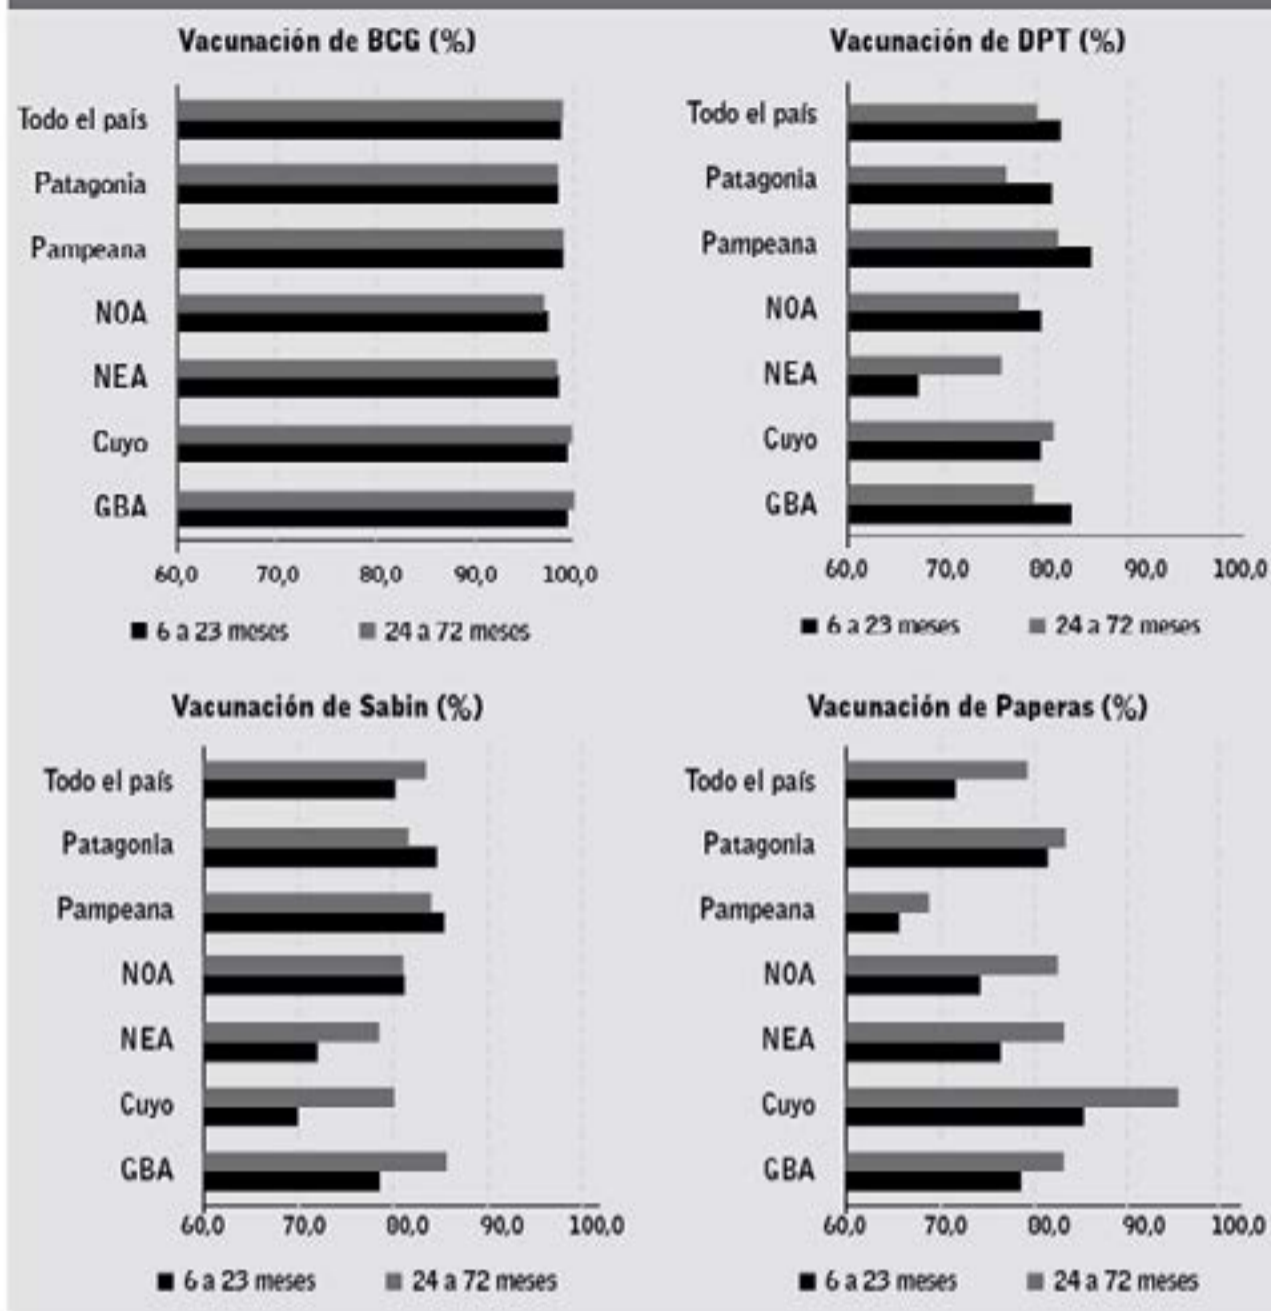 Vacunación de BCG (%)
Todo el país
Patagonia
Pampeana
NOA
NEA
Cuyo
GBA
60,0 70,0 80,0 90,0 100,0
6 a 23 meses 24 a 72 meses
Vacunación de DPT (%)
Todo el país
Patagonia
Pampeana
NOA
NEA
Cuyo
GBA
60,0 70,0 80,0 90,0 100,0
6 a 23 meses 24 a 72 meses
Vacunación de Sabin (%)
Todo el país
Patagonia
Pampeana
NOA
NEA
Cuyo
GBA
60,0 70,0 80,0 90,0 100,0
6 a 23 meses 24 a 72 meses
Vacunación de Paperas (%)
Todo el país
Patagonia
Pampeana
NOA
NEA
Cuyo
GBA
60,0 70,0 80,0 90,0 100,0
6 a 23 meses 24 a 72 meses